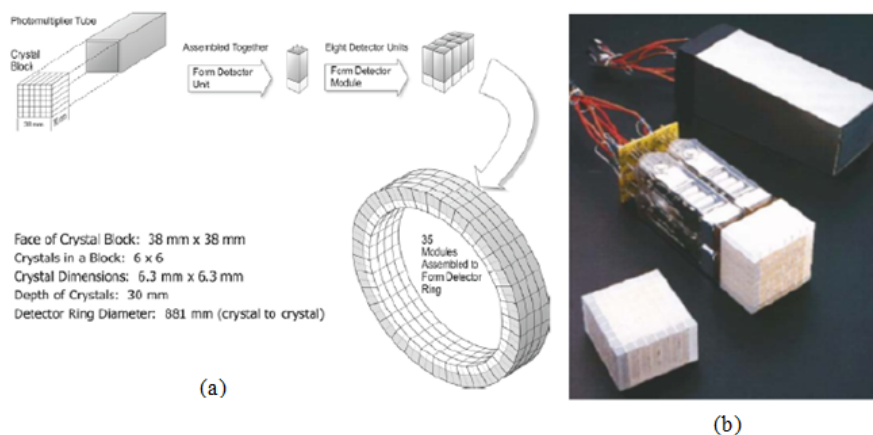 Photomultiplier Tube
Crystal
Block
38 mm
Assembled Together
Form Detector
Unit
Eight Detector Units
Form Detector
Module
35
Modules
Assembled to
Form Detector
Ring
Face of Crystal Block: 38 mm x 38 mm
Crystals in a Block: 6 x 6
Crystal Dimensions: 6.3 mm x 6.3 mm
Depth of Crystals: 30 mm
Detector Ring Diameter: 881 mm (crystal to crystal)
(a)
(b)